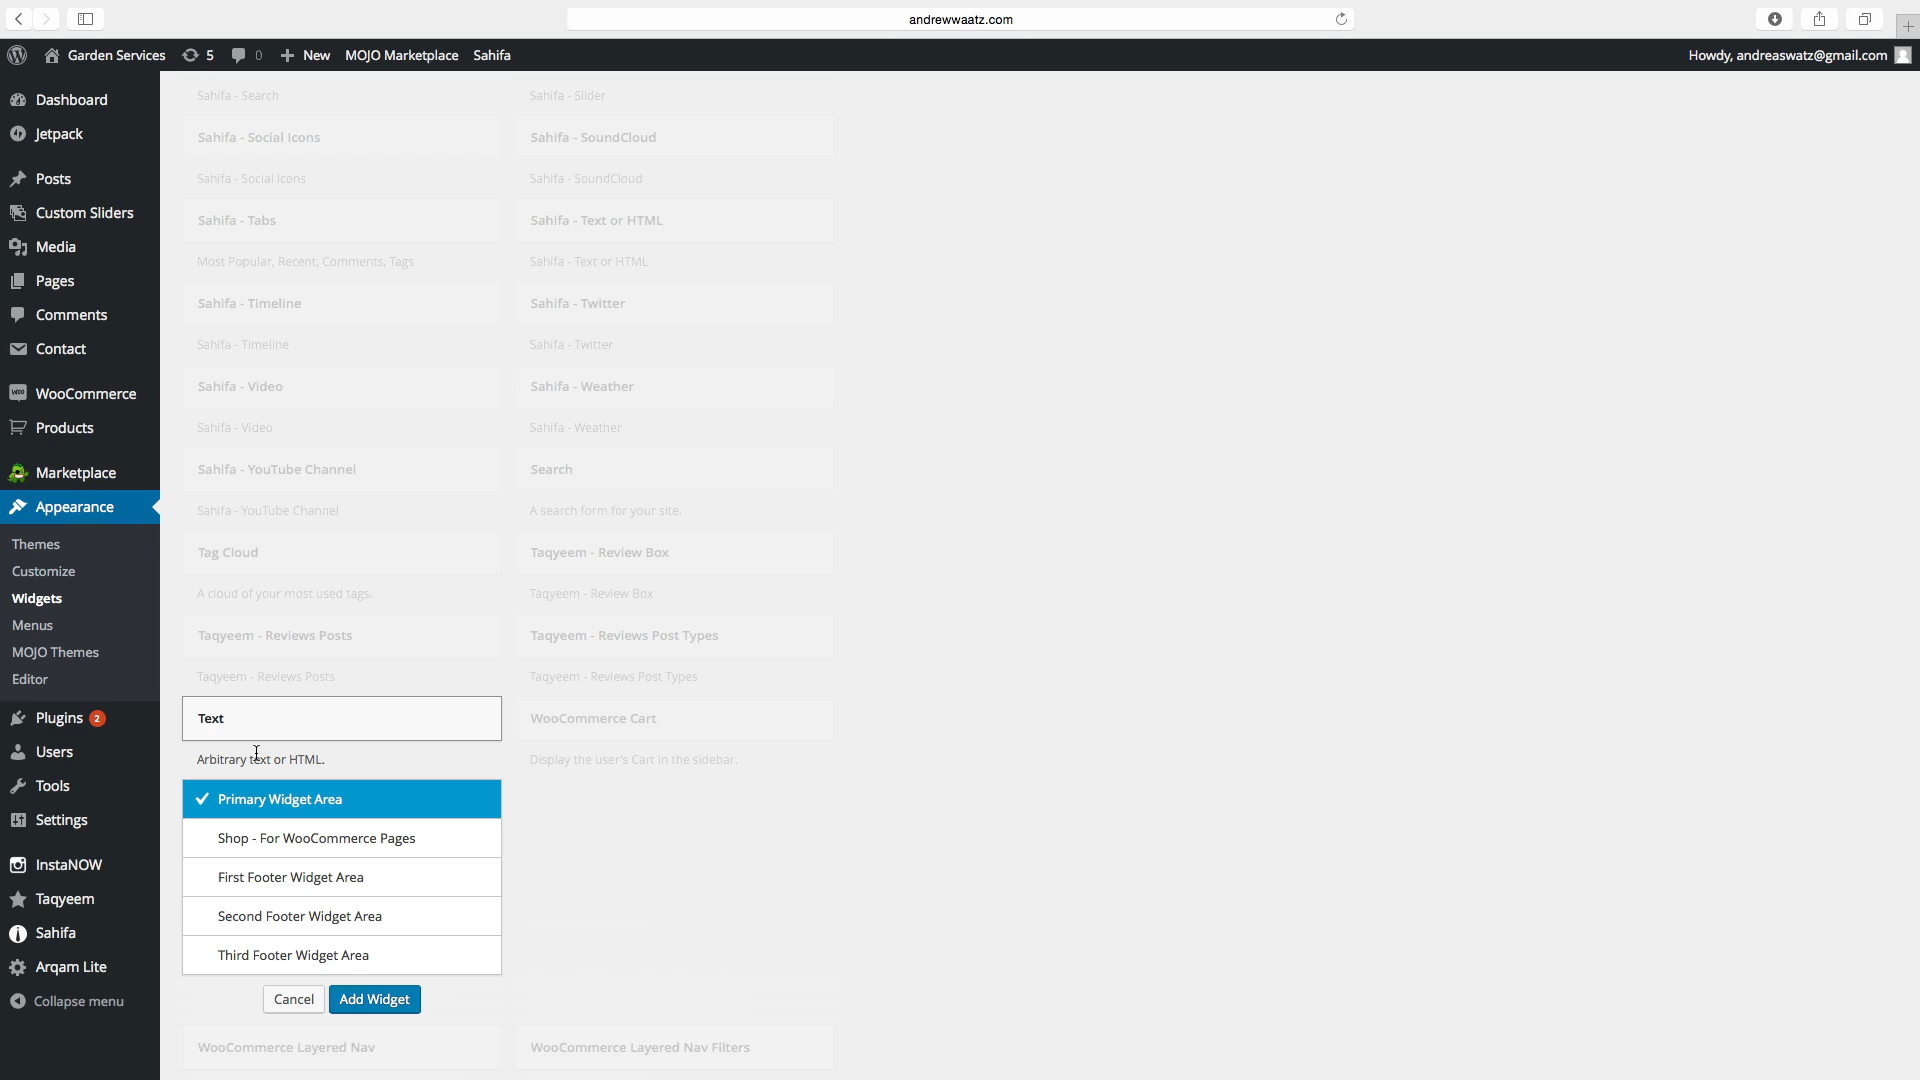 andrewwaatz.com
Garden Services 5 0 New MOJO Marketplace Sahifa Howdy, andreaswatz@gmail.com
Dashboard
Jetpack
Posts
Custom Sliders
Media
Pages
Comments
Contact
WooCommerce
Products
Marketplace
Appearance
Themes
Customize
Widgets
Menus
MOJO Themes
Editor
Plugins 2
Users
Tools
Settings
InstaNOW
Taqyeem
Sahifa
Arqam Lite
Collapse menu
Sahifa - Search Sahifa - Slider
Sahifa - Social Icons Sahifa - SoundCloud
Sahifa - Social Icons Sahifa - SoundCloud
Sahifa - Tabs Sahifa - Text or HTML
Most Popular, Recent, Comments, Tags Sahifa - Text or HTML
Sahifa - Timeline Sahifa - Twitter
Sahifa - Timeline Sahifa - Twitter
Sahifa - Video Sahifa - Weather
Sahifa - Video Sahifa - Weather
Sahifa - YouTube Channel Search
Sahifa - YouTube Channel A search form for your site.
Tag Cloud Taqyeem - Review Box
A cloud of your most used tags. Taqyeem - Review Box
Taqyeem - Reviews Posts Taqyeem - Reviews Post Types
Taqyeem - Reviews Posts Taqyeem - Reviews Post Types
Text WooCommerce Cart
Arbitrary text or HTML. Display the user's Cart in the sidebar.
Primary Widget Area
Shop - For WooCommerce Pages
First Footer Widget Area
Second Footer Widget Area
Third Footer Widget Area
Cancel Add Widget
WooCommerce Layered Nav WooCommerce Layered Nav Filters